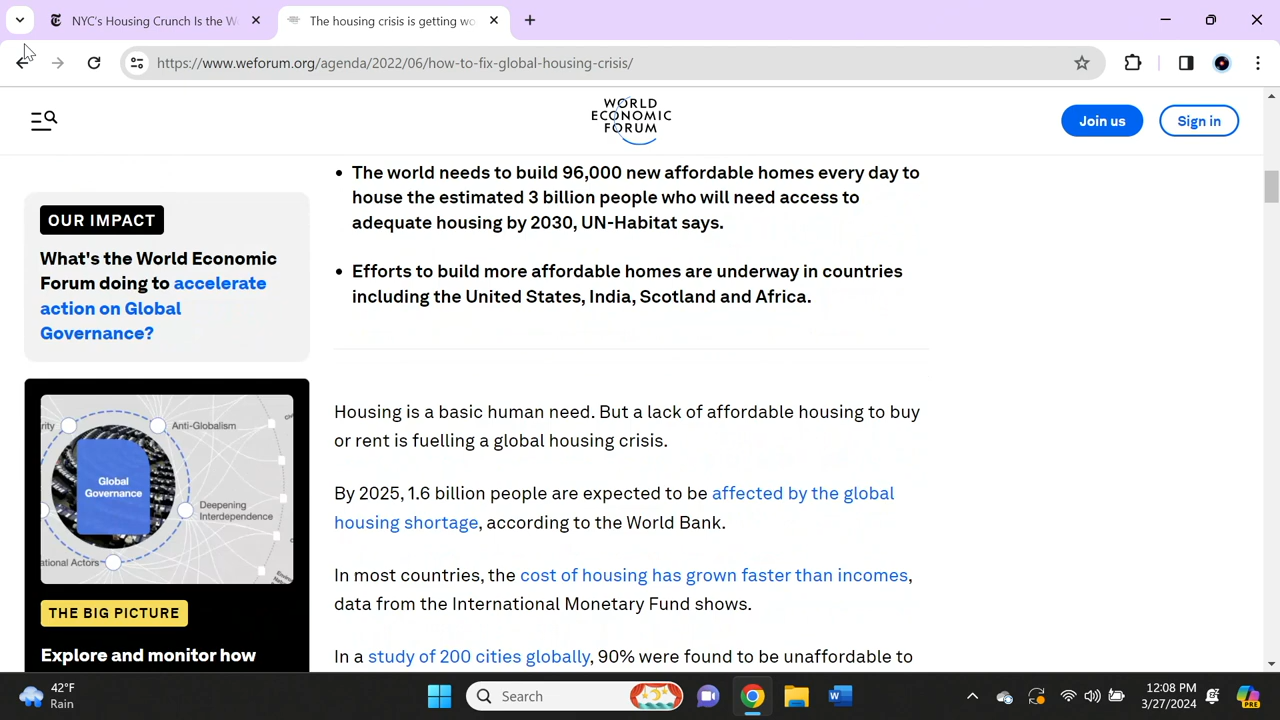 NYC's Housing Crunch Is the W
The housing crisis is getting wo
https://www.weforum.org/agenda/2022/06/how-to-fix-global-housing-crisis/
WORLD
ECONOMIC
FORUM
Join us
Sign in
The world needs to build 96,000 new affordable homes every day to
house the estimated 3 billion people who will need access to
adequate housing by 2030, UN-Habitat says.
Efforts to build more affordable homes are underway in countries
including the United States, India, Scotland and Africa.
OUR IMPACT
What's the World Economic
Forum doing to accelerate
action on Global
Governance?
rity
Anti-Globalism
Global
Governance
Deepening
Interdependence
ational Actors
THE BIG PICTURE
Explore and monitor how
Housing is a basic human need. But a lack of affordable housing to buy
or rent is fuelling a global housing crisis.
By 2025, 1.6 billion people are expected to be affected by the global
housing shortage, according to the World Bank.
In most countries, the cost of housing has grown faster than incomes,
data from the International Monetary Fund shows.
In a study of 200 cities globally, 90% were found to be unaffordable to
42°F
Rain
Search
12:08 PM
3/27/2024
PRE